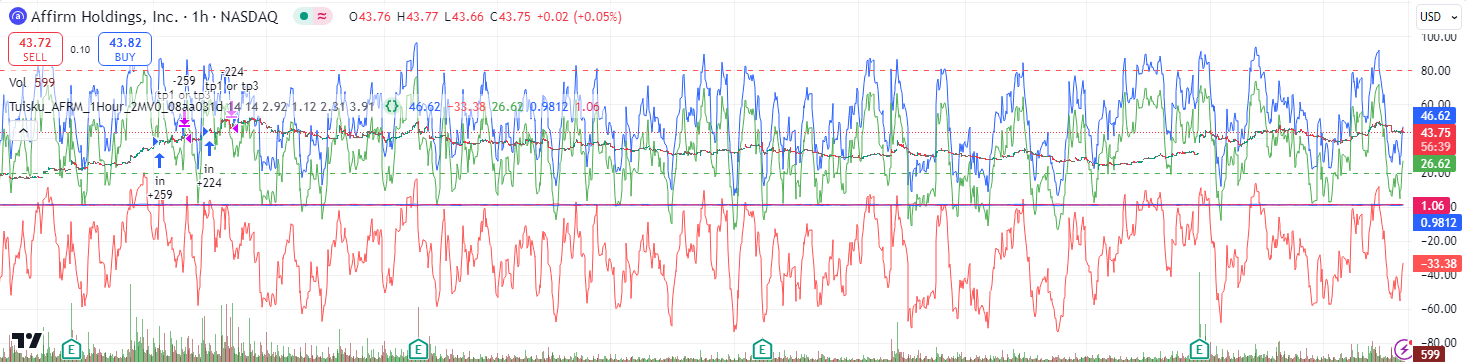 Affirm Holdings, Inc. · 1h · NASDAQ O43.76 H43.77 L43.66 C43.75 +0.02 (+0.05%)
USD
43.72 SELL 0.10 43.82 BUY
Vol 599
Tuisku_AFRM_1Hour_2MV0_08aa031d 14 14 2.92 1.12 2.31 3.91 {} 46.62 −33.38 26.62 0.9812 1.06
-259
tp1 or tp3
-224
tp1 or tp3
in
+259
in
+224
100.00
80.00
60.00
46.62
43.75
56:39
26.62
20.00
1.06
0.9812
−20.00
−33.38
−40.00
−60.00
−80.00
599
E
E
E
E